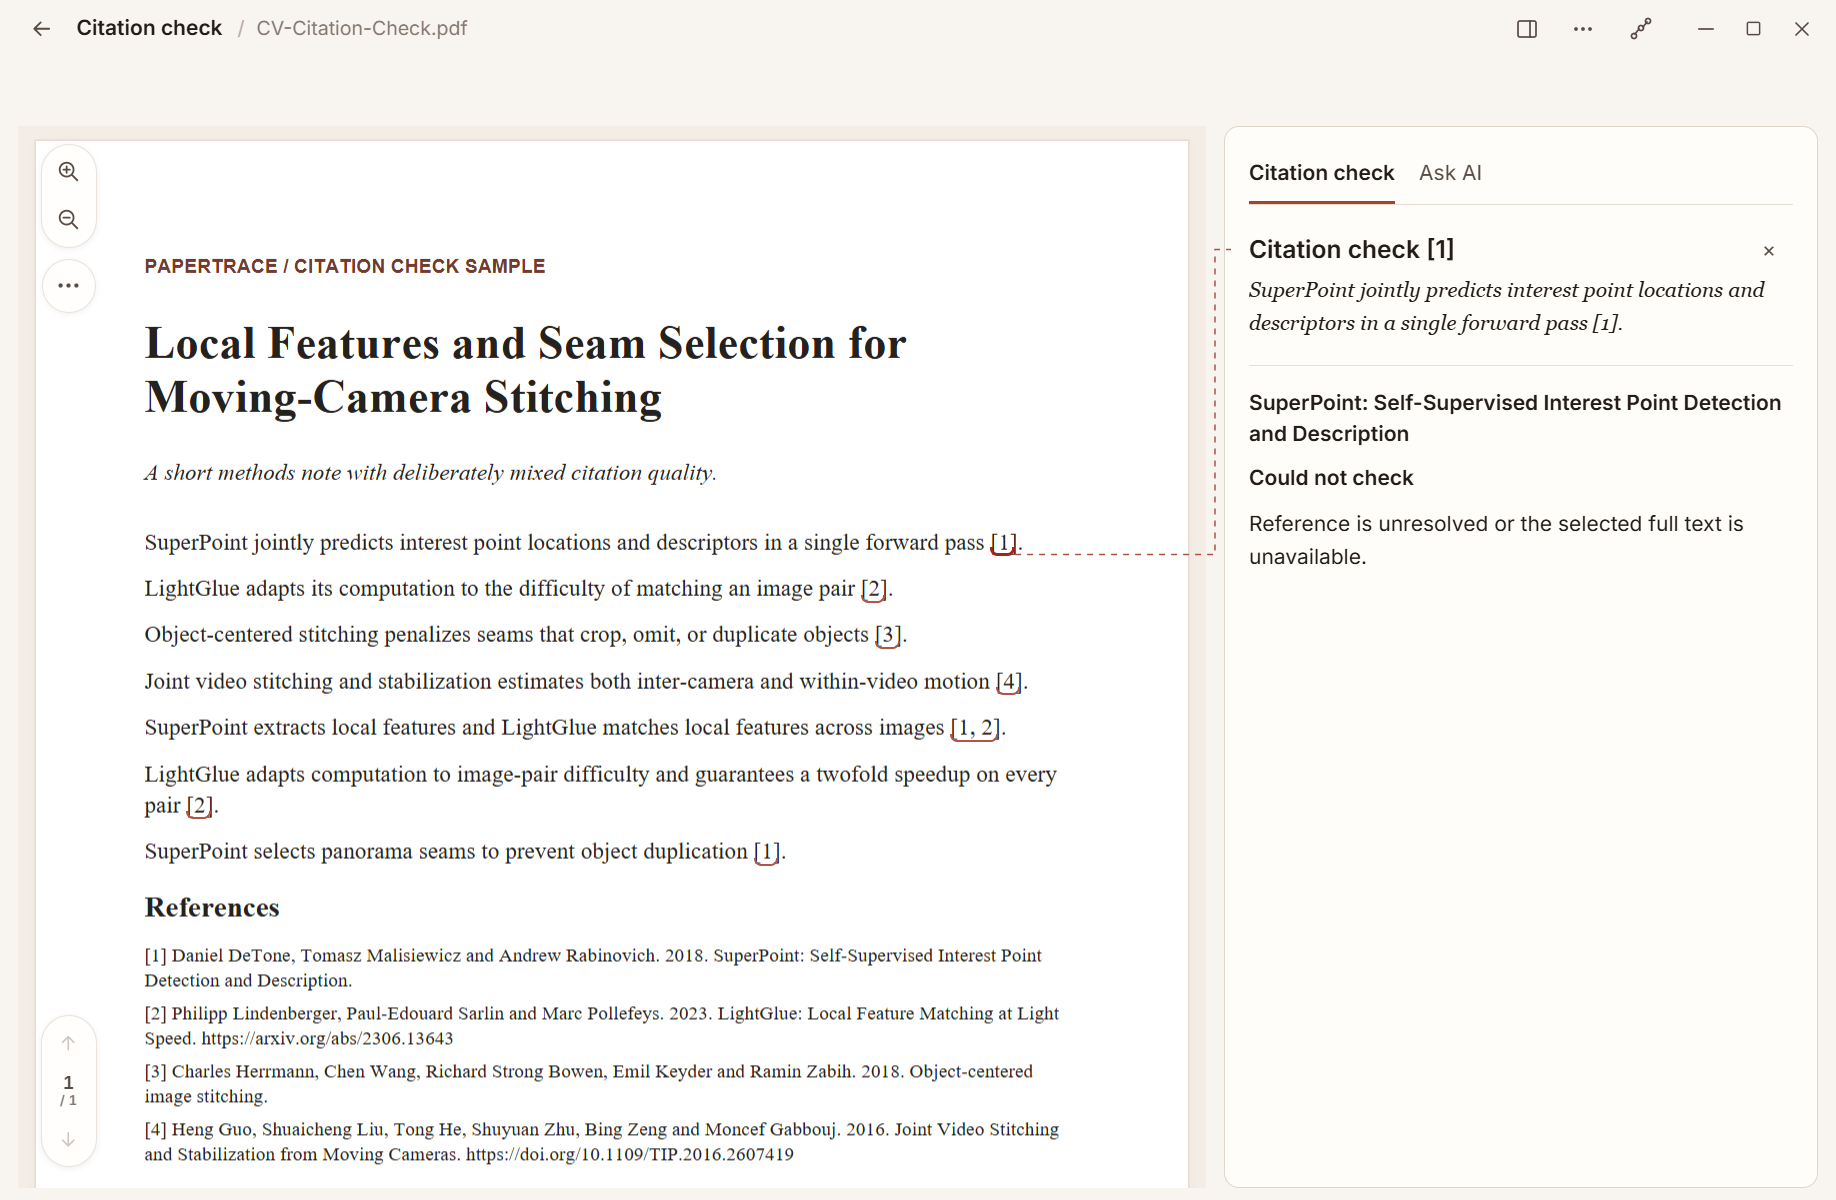 Citation check / CV-Citation-Check.pdf
PAPERTRACE / CITATION CHECK SAMPLE
Local Features and Seam Selection for
Moving-Camera Stitching
A short methods note with deliberately mixed citation quality.
SuperPoint jointly predicts interest point locations and descriptors in a single forward pass [1].
LightGlue adapts its computation to the difficulty of matching an image pair [2].
Object-centered stitching penalizes seams that crop, omit, or duplicate objects [3].
Joint video stitching and stabilization estimates both inter-camera and within-video motion [4].
SuperPoint extracts local features and LightGlue matches local features across images [1, 2].
LightGlue adapts computation to image-pair difficulty and guarantees a twofold speedup on every
pair [2].
SuperPoint selects panorama seams to prevent object duplication [1].
References
[1] Daniel DeTone, Tomasz Malisiewicz and Andrew Rabinovich. 2018. SuperPoint: Self-Supervised Interest Point
Detection and Description.
[2] Philipp Lindenberger, Paul-Edouard Sarlin and Marc Pollefeys. 2023. LightGlue: Local Feature Matching at Light
Speed. https://arxiv.org/abs/2306.13643
[3] Charles Herrmann, Chen Wang, Richard Strong Bowen, Emil Keyder and Ramin Zabih. 2018. Object-centered
image stitching.
[4] Heng Guo, Shuaicheng Liu, Tong He, Shuyuan Zhu, Bing Zeng and Moncef Gabbouj. 2016. Joint Video Stitching
and Stabilization from Moving Cameras. https://doi.org/10.1109/TIP.2016.2607419
1
/ 1
Citation check Ask AI
Citation check [1]
SuperPoint jointly predicts interest point locations and
descriptors in a single forward pass [1].
SuperPoint: Self-Supervised Interest Point Detection
and Description
Could not check
Reference is unresolved or the selected full text is
unavailable.